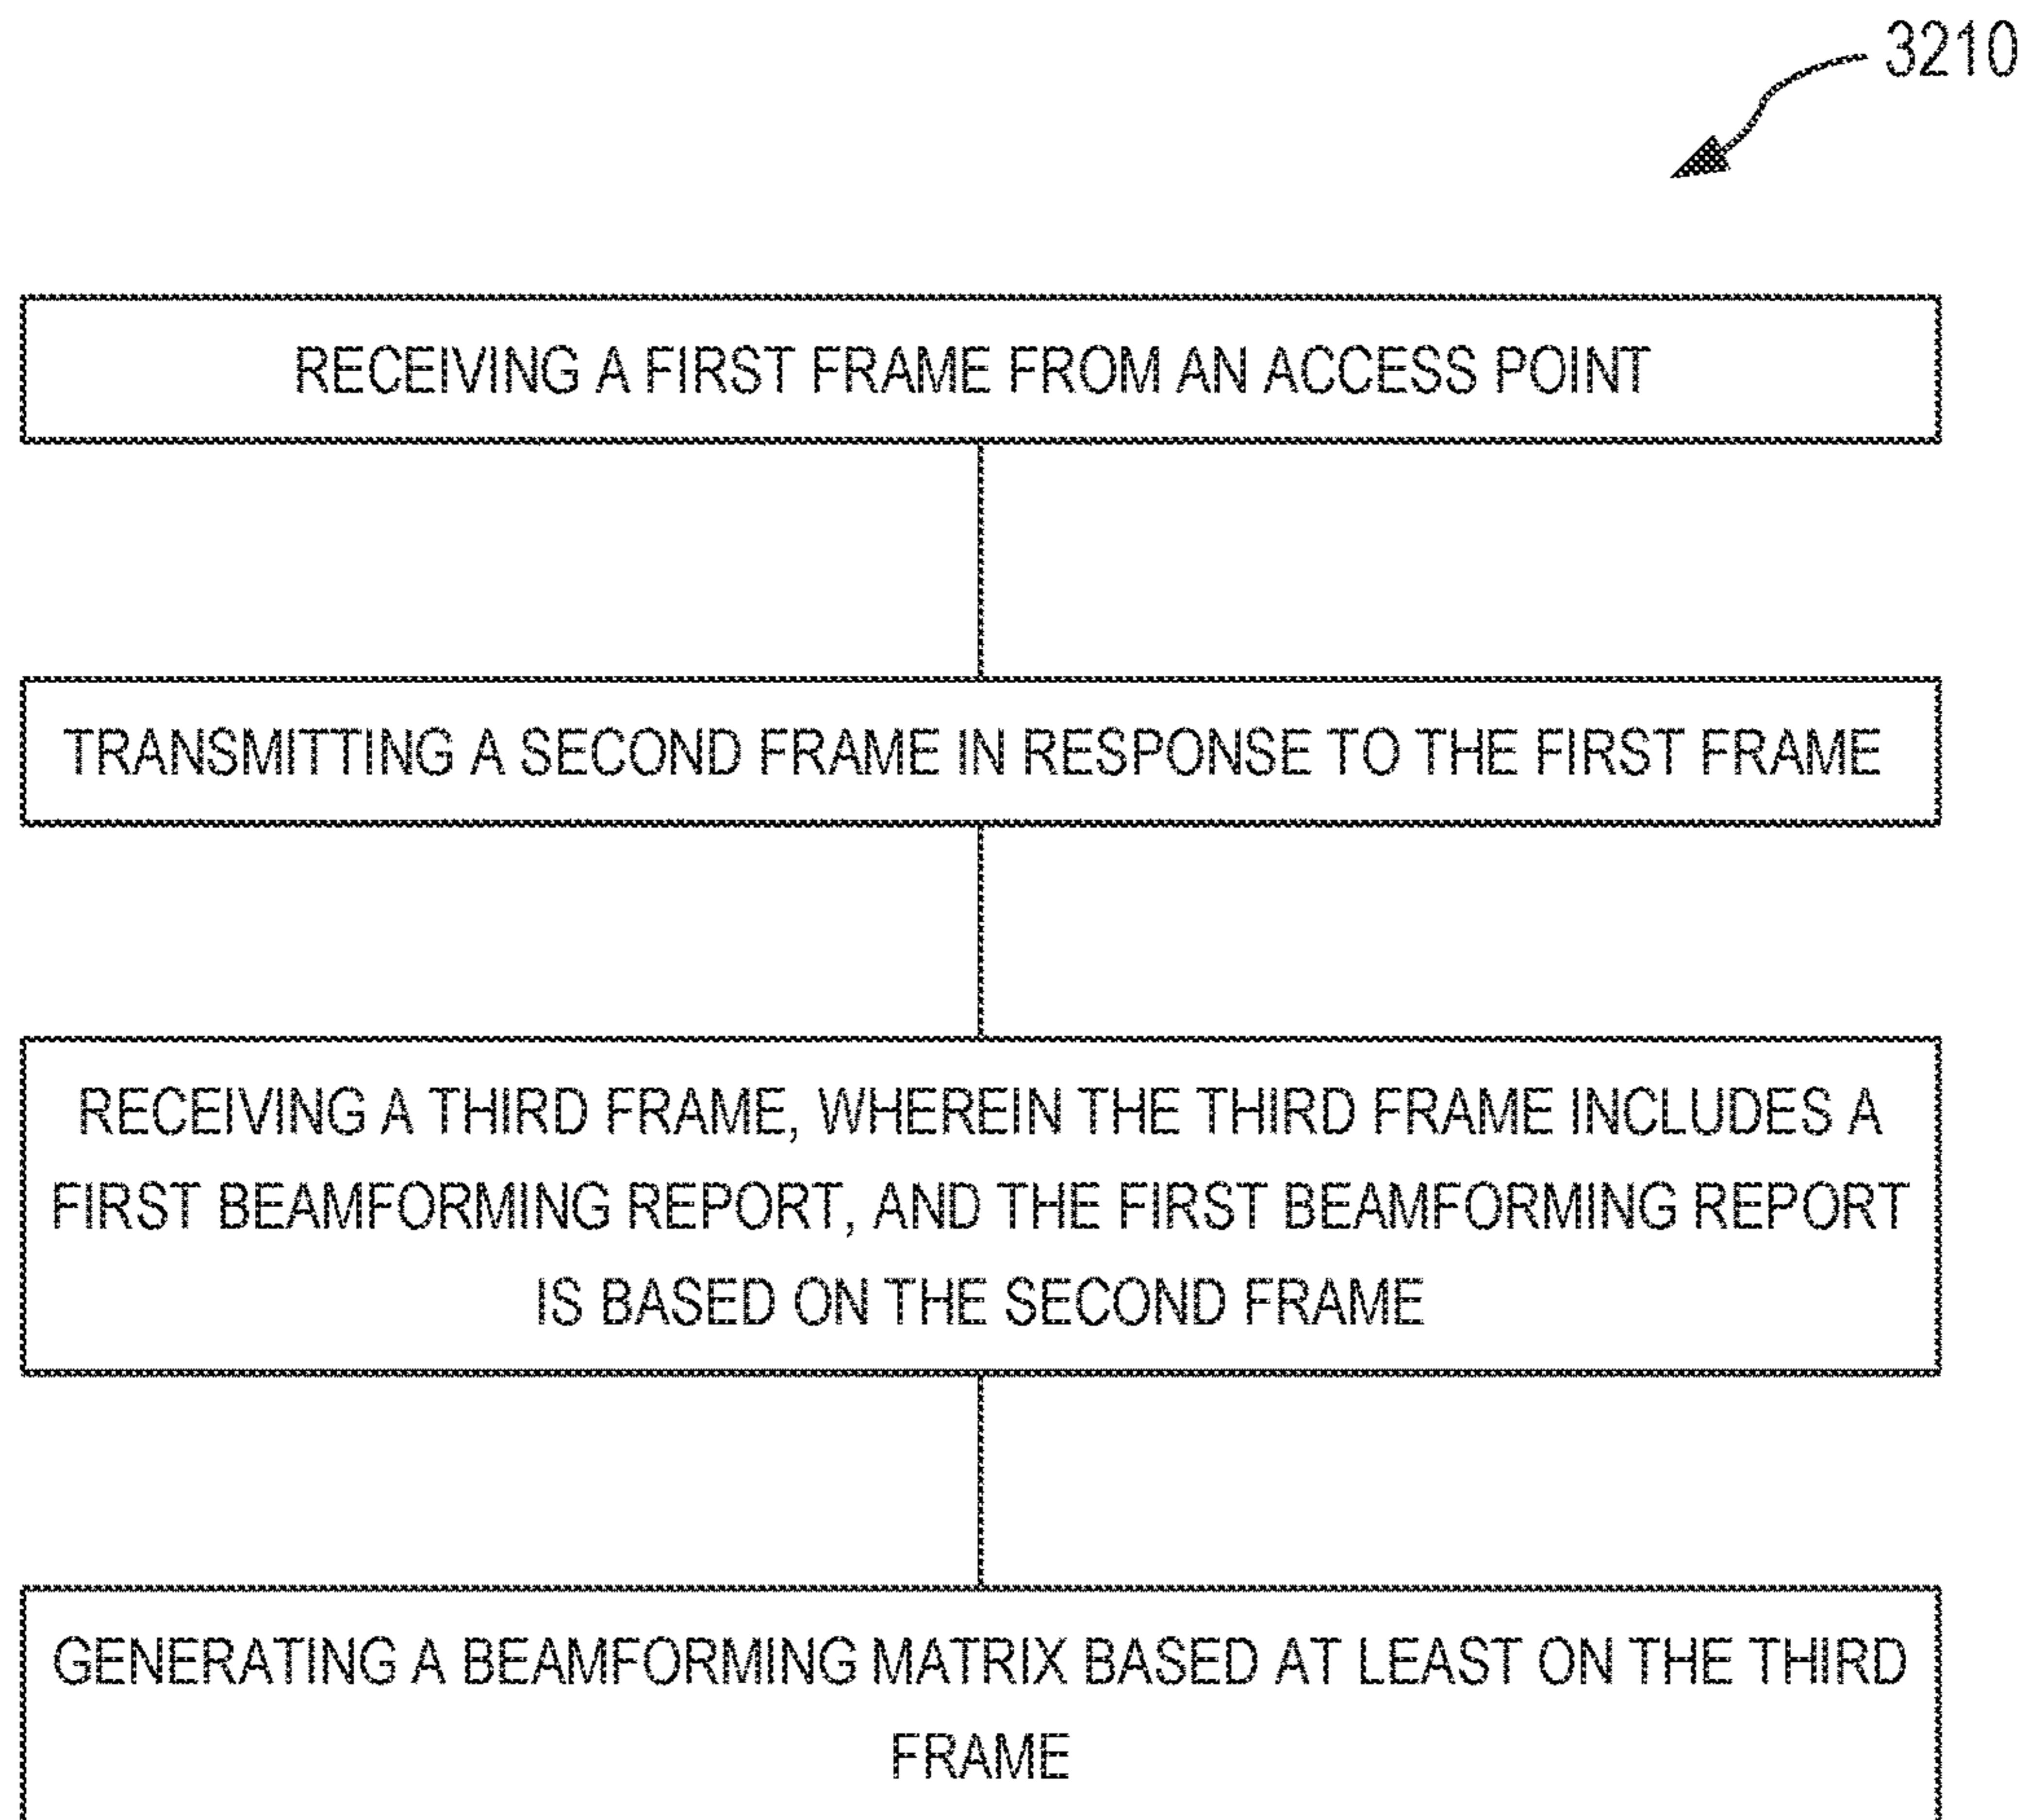 3210
RECEIVING A FIRST FRAME FROM AN ACCESS POINT
TRANSMITTING A SECOND FRAME IN RESPONSE TO THE FIRST FRAME
RECEIVING A THIRD FRAME, WHEREIN THE THIRD FRAME INCLUDES A
FIRST BEAMFORMING REPORT, AND THE FIRST BEAMFORMING REPORT
IS BASED ON THE SECOND FRAME
GENERATING A BEAMFORMING MATRIX BASED AT LEAST ON THE THIRD
FRAME